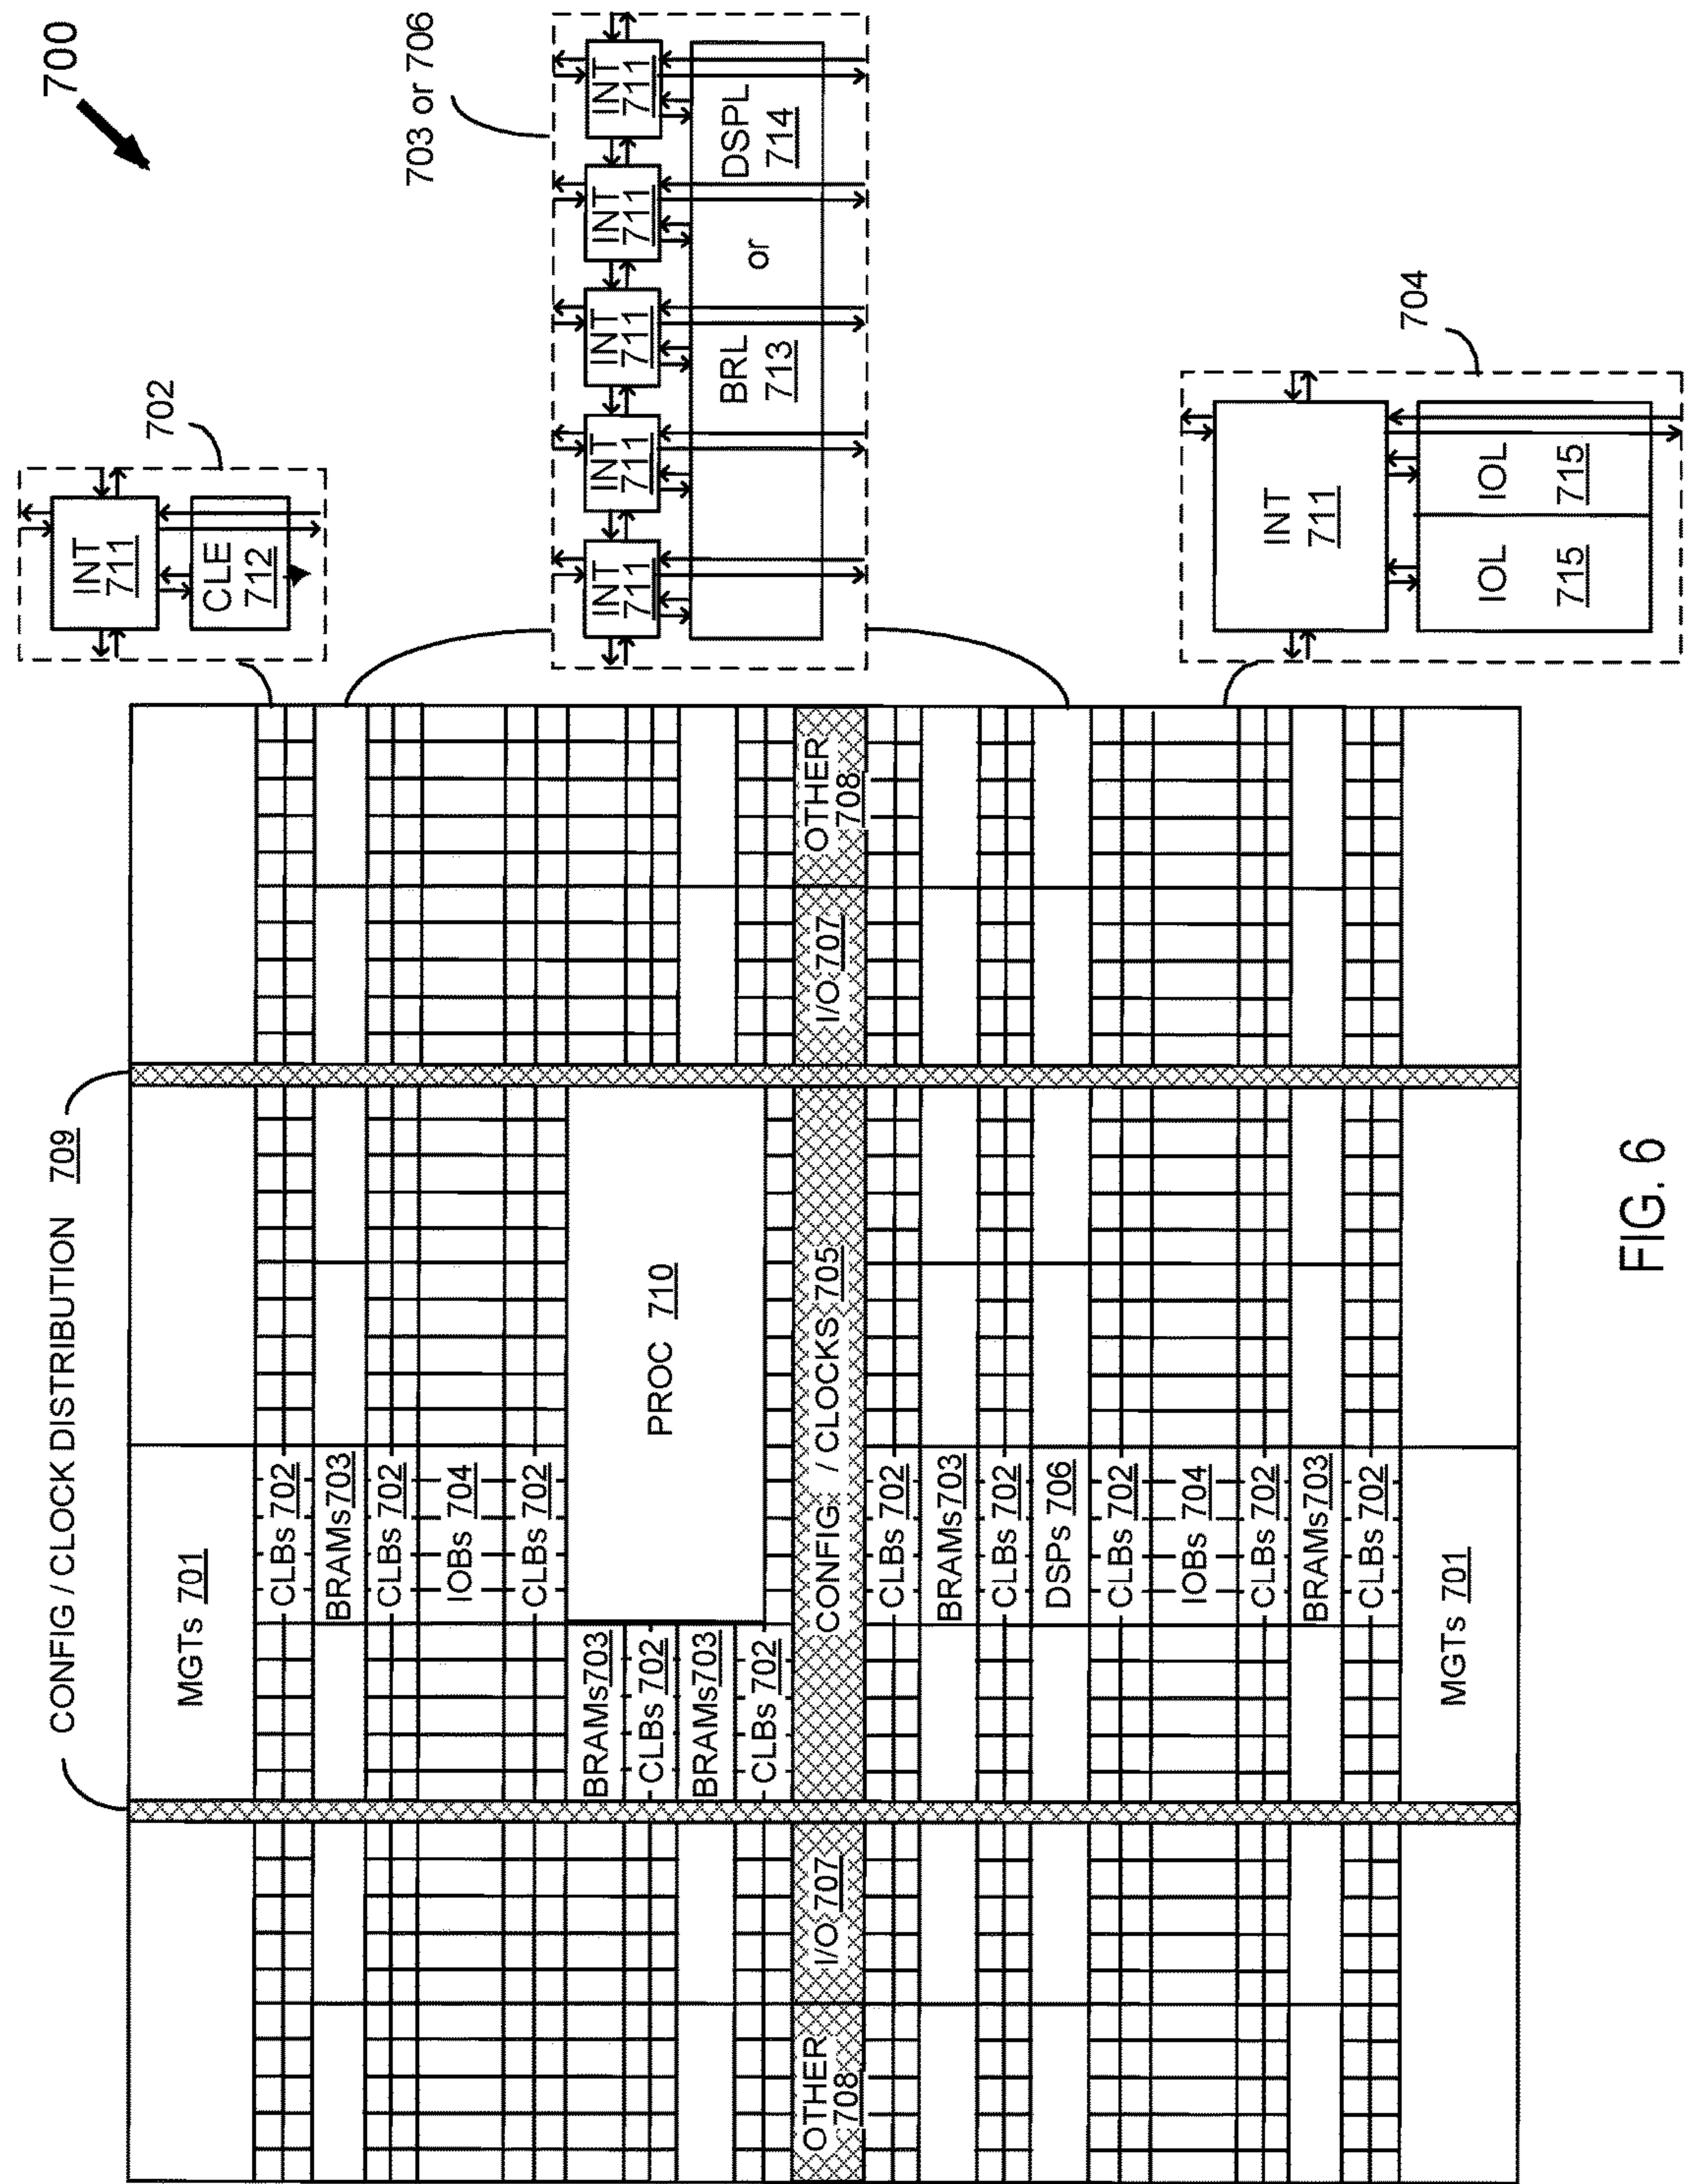 700
CONFIG / CLOCK DISTRIBUTION 709
MGTs 701
CLBs 702
BRAMs703
CLBs 702
IOBs 704
CLBs 702
BRAMs703
CLBs 702
BRAMs703
CLBs 702
PROC 710
OTHER
708
I/O 707
CONFIG / CLOCKS 705
I/O 707
OTHER
708
CLBs 702
BRAMs703
CLBs 702
DSPs 706
CLBs 702
IOBs 704
CLBs 702
BRAMs703
CLBs 702
MGTs 701
702
INT
711
CLE
712
703 or 706
INT
711
INT
711
INT
711
INT
711
INT
711
BRL
713
or
DSPL
714
704
INT
711
IOL
715
IOL
715
FIG. 6